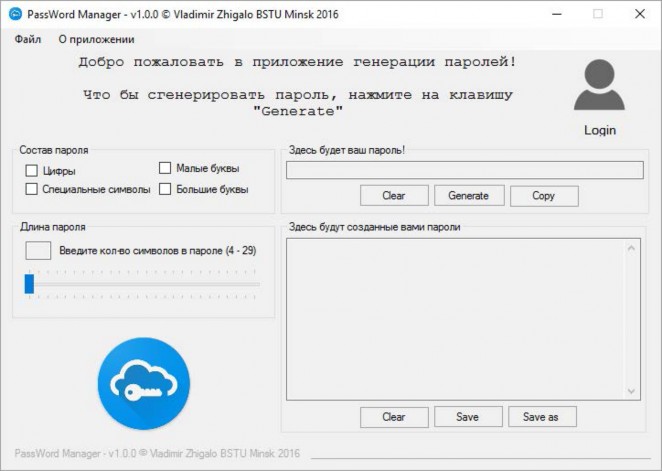 PassWord Manager - v1.0.0 © Vladimir Zhigalo BSTU Minsk 2016
Файл О приложении
Добро пожаловать в приложение генерации паролей!
Что бы сгенерировать пароль, нажмите на клавишу
"Generate"
Login
Состав пароля
Цифры
Малые буквы
Специальные символы
Большие буквы
Здесь будет ваш пароль!
Clear Generate Copy
Длина пароля
Введите кол-во символов в пароле (4 - 29)
Здесь будут созданные вами пароли
Clear Save Save as
PassWord Manager - v1.0.0 © Vladimir Zhigalo BSTU Minsk 2016